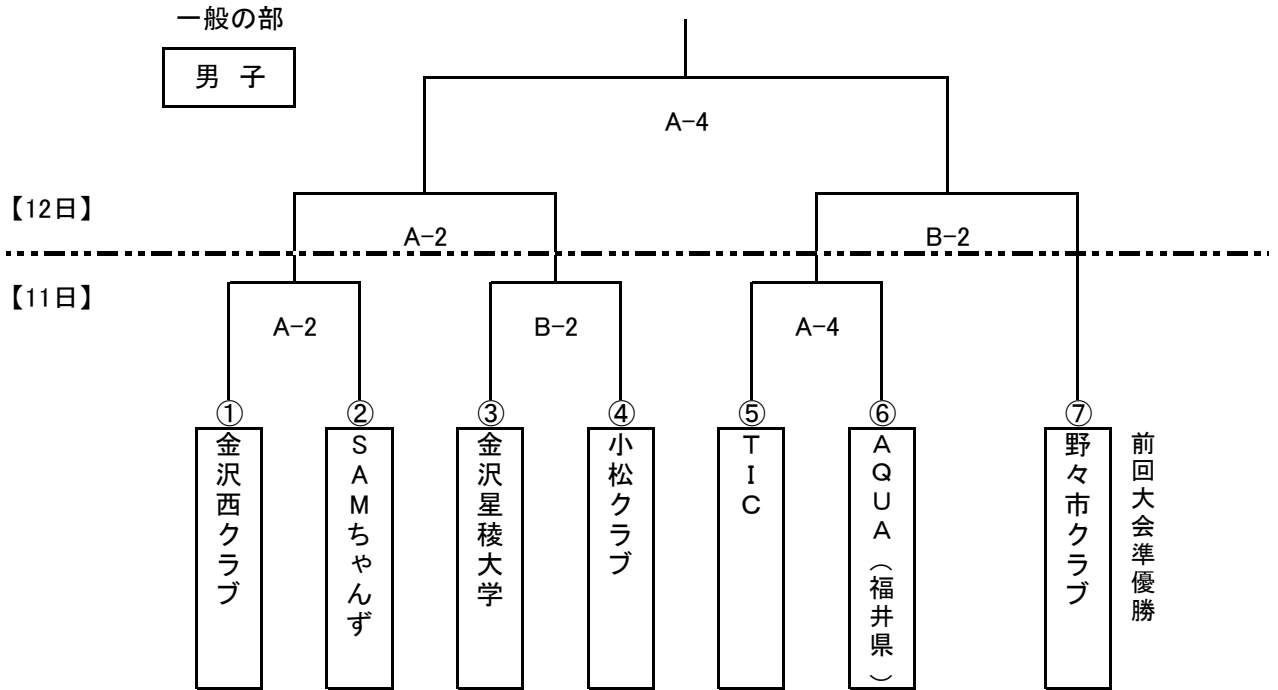 一般の部
男 子
A-4
【12日】
A-2
B-2
【11日】
A-2
B-2
A-4
①
②
③
④
⑤
⑥
⑦
金沢西クラブ
SAMちゃんず
金沢星稜大学
小松クラブ
TIC
AQUA（福井県）
野々市クラブ
前回大会準優勝